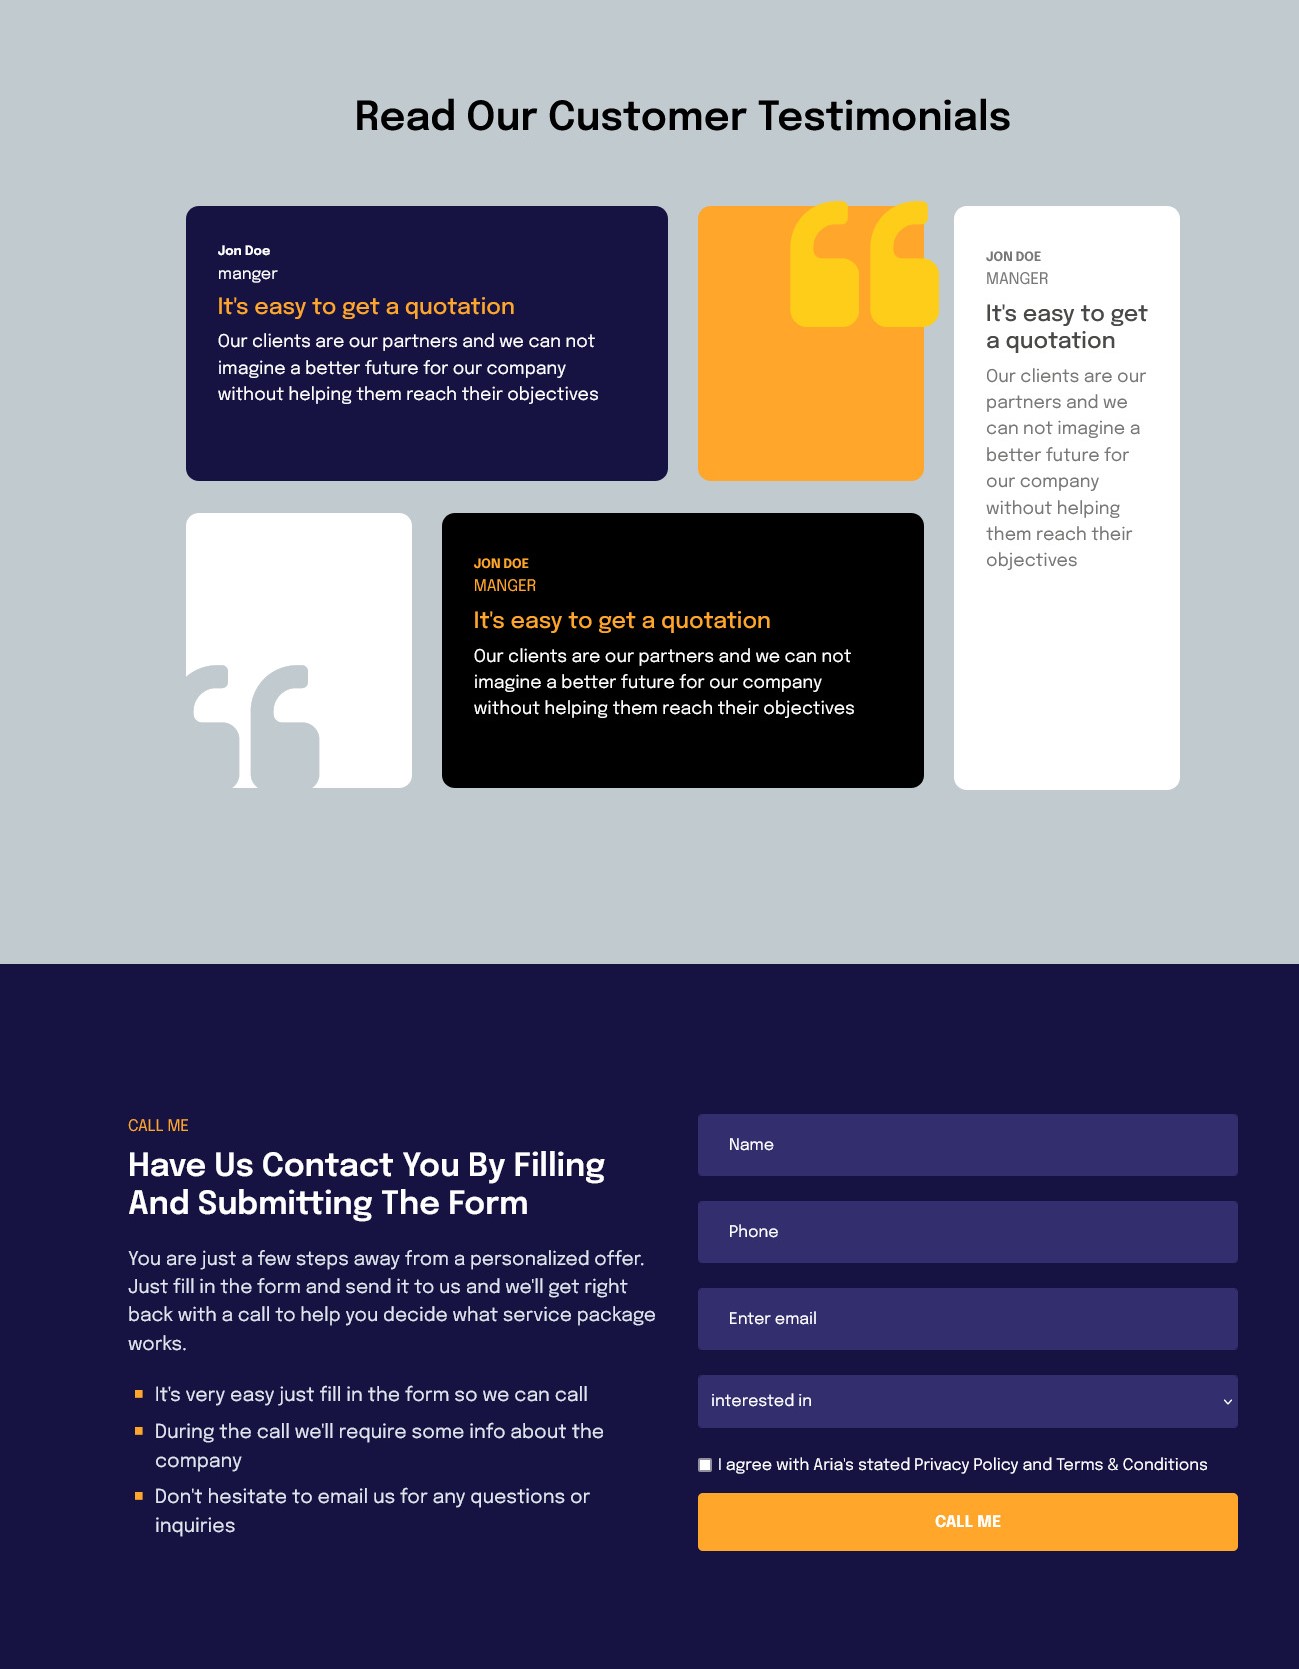 Read Our Customer Testimonials
Jon Doe
manger
It's easy to get a quotation
Our clients are our partners and we can not
imagine a better future for our company
without helping them reach their objectives
JON DOE
MANGER
It's easy to get
a quotation
Our clients are our
partners and we
can not imagine a
better future for
our company
without helping
them reach their
objectives
JON DOE
MANGER
It's easy to get a quotation
Our clients are our partners and we can not
imagine a better future for our company
without helping them reach their objectives
CALL ME
Have Us Contact You By Filling
And Submitting The Form
You are just a few steps away from a personalized offer.
Just fill in the form and send it to us and we'll get right
back with a call to help you decide what service package
works.
It's very easy just fill in the form so we can call
During the call we'll require some info about the
company
Don't hesitate to email us for any questions or
inquiries
Name
Phone
Enter email
interested in
I agree with Aria's stated Privacy Policy and Terms & Conditions
CALL ME